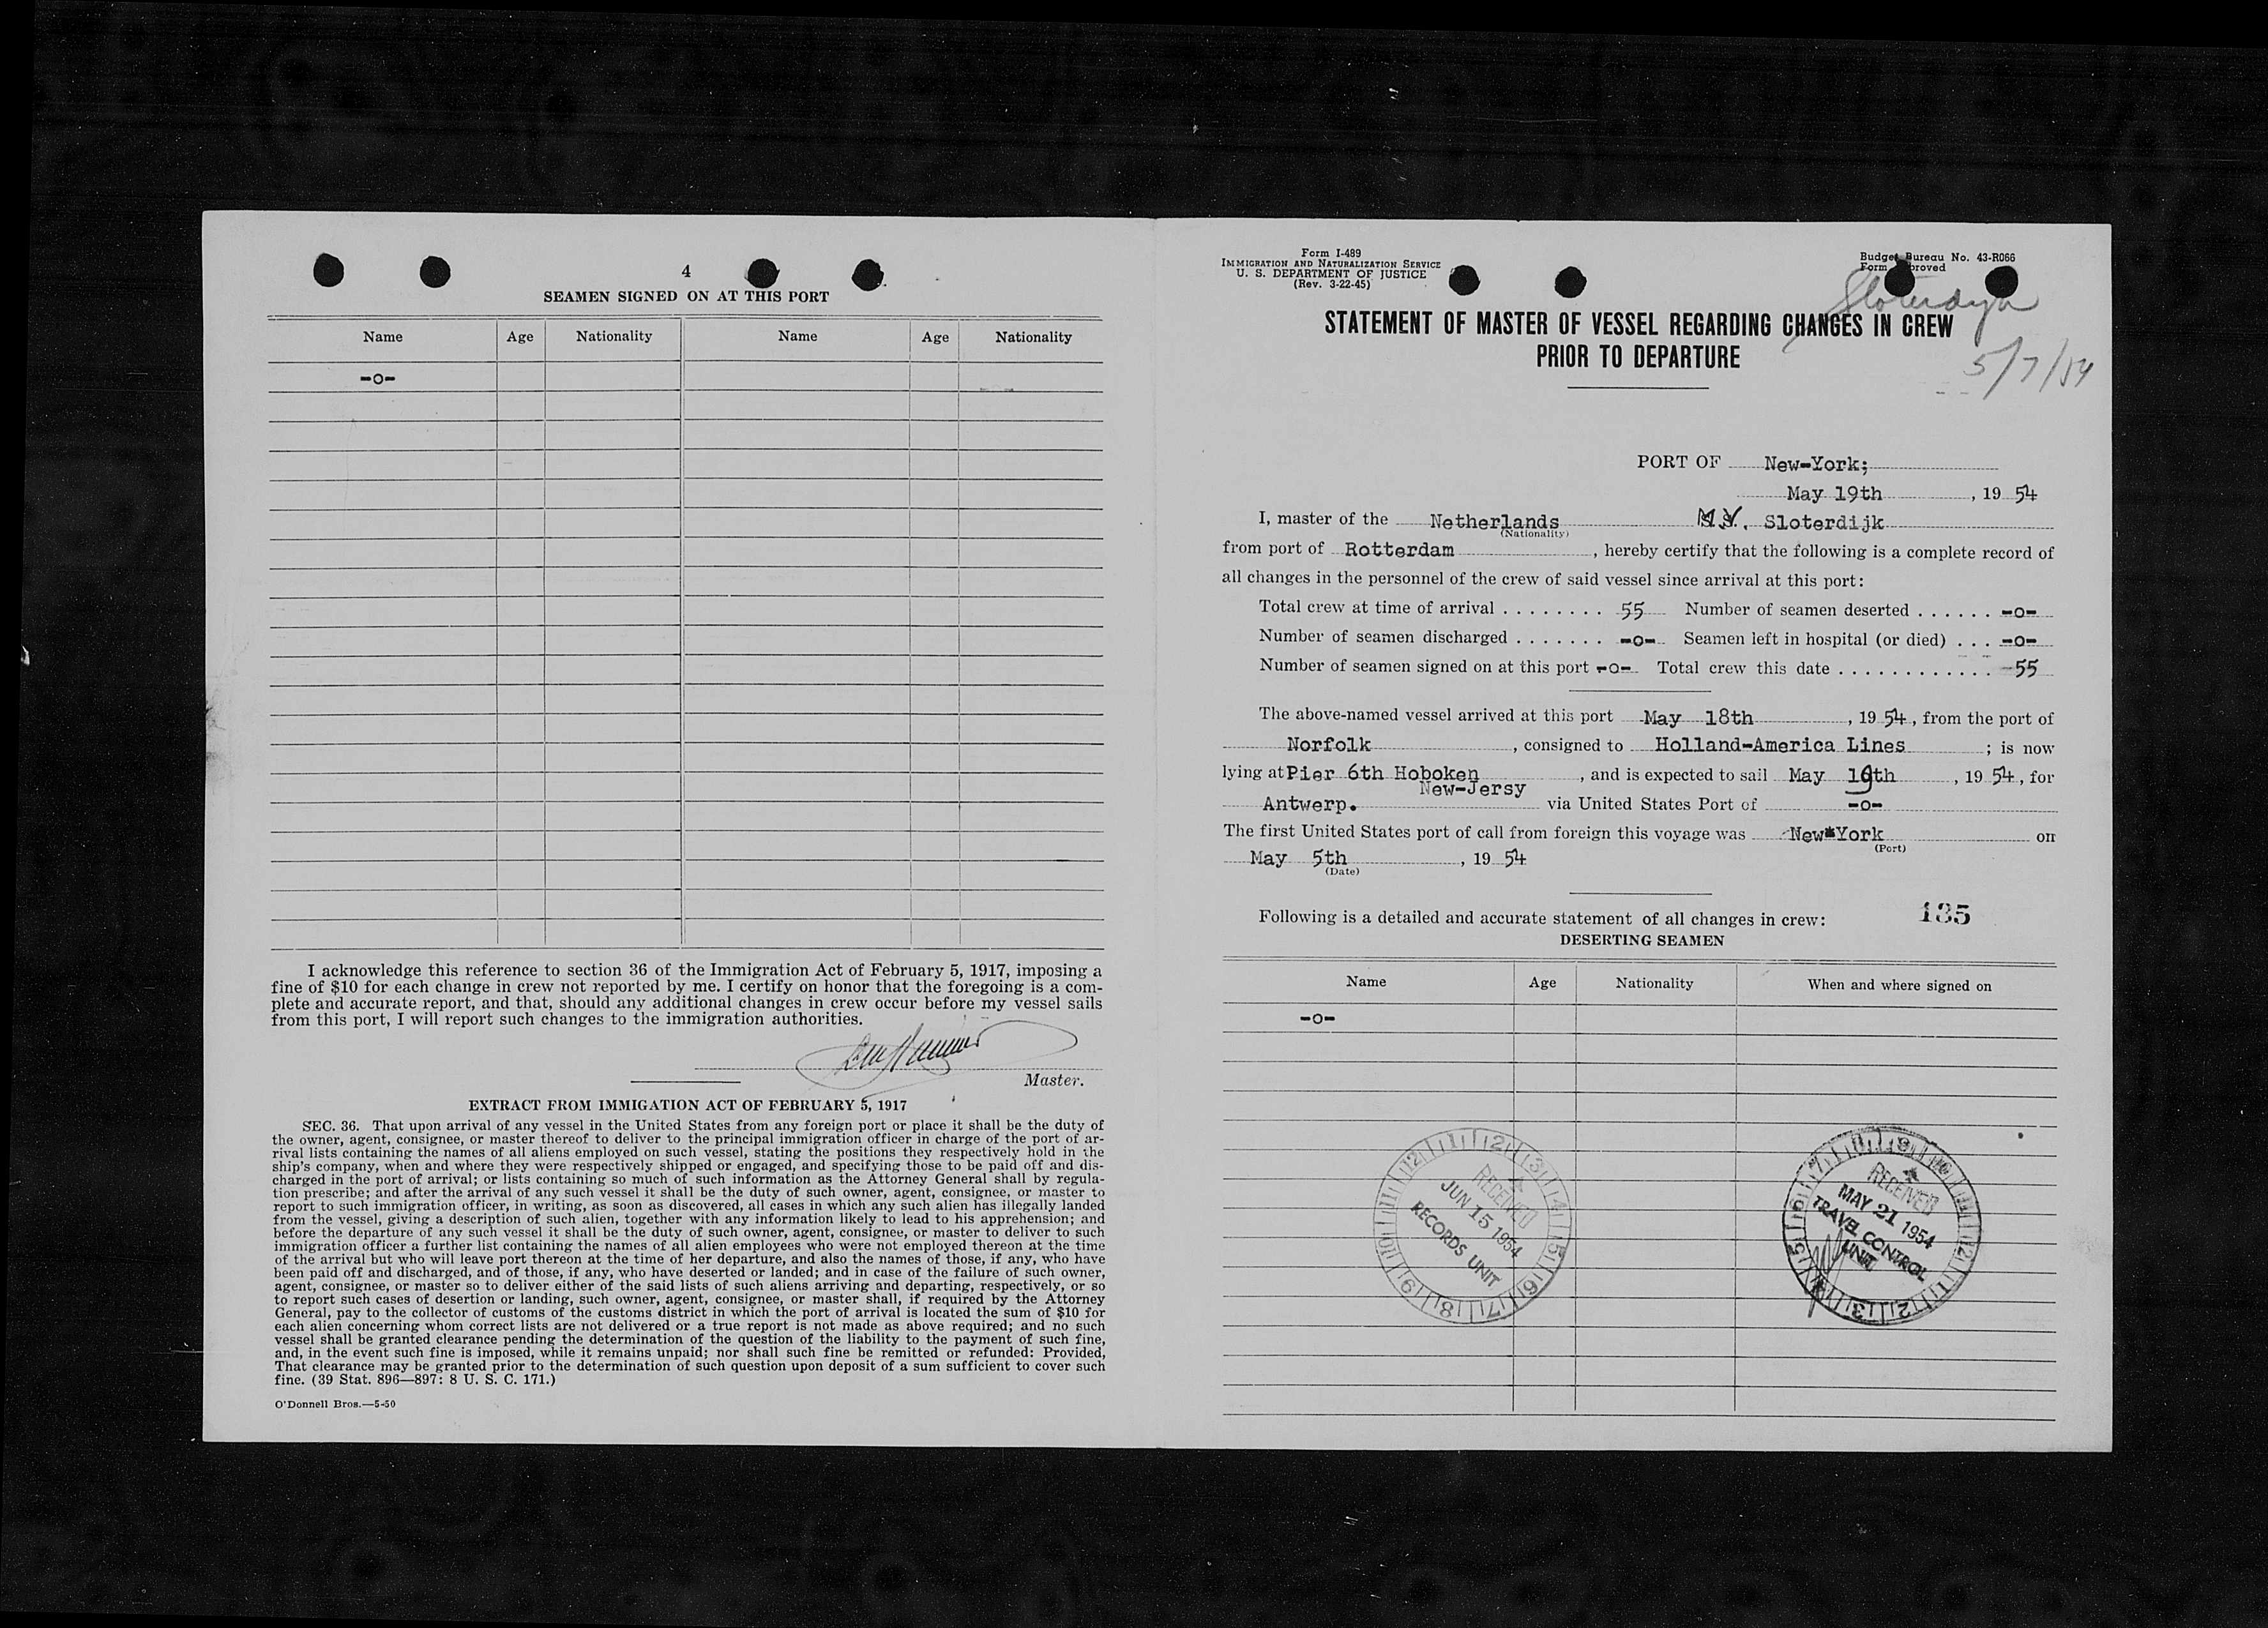 4
SEAMEN SIGNED ON AT THIS PORT
Name Age Nationality Name Age Nationality
-o-
I acknowledge this reference to section 36 of the Immigration Act of February 5, 1917, imposing a
fine of $10 for each change in crew not reported by me. I certify on honor that the foregoing is a com-
plete and accurate report, and that, should any additional changes in crew occur before my vessel sails
from this port, I will report such changes to the immigration authorities.
Master.
EXTRACT FROM IMMIGATION ACT OF FEBRUARY 5, 1917
SEC. 36. That upon arrival of any vessel in the United States from any foreign port or place it shall be the duty of
the owner, agent, consignee, or master thereof to deliver to the principal immigration officer in charge of the port of ar-
rival lists containing the names of all aliens employed on such vessel, stating the positions they respectively hold in the
ship's company, when and where they were respectively shipped or engaged, and specifying those to be paid off and dis-
charged in the port of arrival; or lists containing so much of such information as the Attorney General shall by regula-
tion prescribe; and after the arrival of any such vessel it shall be the duty of such owner, agent, consignee, or master to
report to such immigration officer, in writing, as soon as discovered, all cases in which any such alien has illegally landed
from the vessel, giving a description of such alien, together with any information likely to lead to his apprehension; and
before the departure of any such vessel it shall be the duty of such owner, agent, consignee, or master to deliver to such
immigration officer a further list containing the names of all alien employees who were not employed thereon at the time
of the arrival but who will leave port thereon at the time of her departure, and also the names of those, if any, who have
been paid off and discharged, and of those, if any, who have deserted or landed; and in case of the failure of such owner,
agent, consignee, or master so to deliver either of the said lists of such aliens arriving and departing, respectively, or so
to report such cases of desertion or landing, such owner, agent, consignee, or master shall, if required by the Attorney
General, pay to the collector of customs of the customs district in which the port of arrival is located the sum of $10 for
each alien concerning whom correct lists are not delivered or a true report is not made as above required; and no such
vessel shall be granted clearance pending the determination of the question of the liability to the payment of such fine,
and, in the event such fine is imposed, while it remains unpaid; nor shall such fine be remitted or refunded: Provided,
That clearance may be granted prior to the determination of such question upon deposit of a sum sufficient to cover such
fine. (39 Stat. 896—897: 8 U. S. C. 171.)
O'Donnell Bros.—5-50
Form I-489
IMMIGRATION AND NATURALIZATION SERVICE
U. S. DEPARTMENT OF JUSTICE
(Rev. 3-22-45)
Budget Bureau No. 43-R066
Form
Sloterdyk
5/7/54
STATEMENT OF MASTER OF VESSEL REGARDING CHANGES IN CREW
PRIOR TO DEPARTURE
PORT OF New-York;
May 19th, 19 54
I, master of the Netherlands M.V. Sloterdijk
(Nationality)
from port of Rotterdam, hereby certify that the following is a complete record of
all changes in the personnel of the crew of said vessel since arrival at this port:
Total crew at time of arrival ........ 55 Number of seamen deserted ...... -o-
Number of seamen discharged ....... -o- Seamen left in hospital (or died) ... -o-
Number of seamen signed on at this port -o- Total crew this date ............ 55
The above-named vessel arrived at this port May 18th, 19 54, from the port of
Norfolk, consigned to Holland-America Lines; is now
lying at Pier 6th Hoboken, and is expected to sail May 19th, 19 54, for
New-Jersy
Antwerp. via United States Port of -o-
The first United States port of call from foreign this voyage was New*York on
(Port)
May 5th, 19 54
(Date)
Following is a detailed and accurate statement of all changes in crew: 135
DESERTING SEAMEN
Name Age Nationality When and where signed on
-o-
RECEIVED
JUN 15 1954
RECORDS UNIT
RECEIVED
MAY 21 1954
TRAVEL CONTROL
UNIT